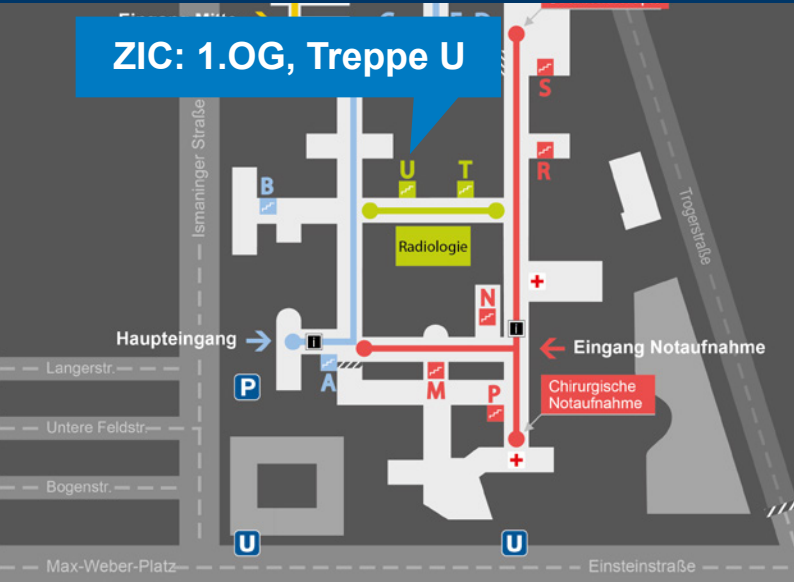 ZIC: 1.OG, Treppe U
S
Ismaninger Straße
U
T
R
B
Trogerstraße
Radiologie
N
i
Haupteingang
i
Eingang Notaufnahme
Langerstr.
A
M
P
P
Chirurgische
Notaufnahme
Untere Feldstr.
Bogenstr.
U
U
Max-Weber-Platz
Einsteinstraße